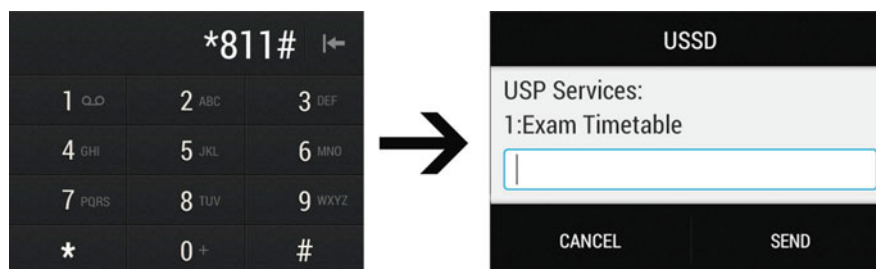 *811#
1 2 ABC 3 DEF
4 GHI 5 JKL 6 MNO
7 PQRS 8 TUV 9 WXYZ
* 0 + #
USSD
USP Services:
1:Exam Timetable
CANCEL SEND